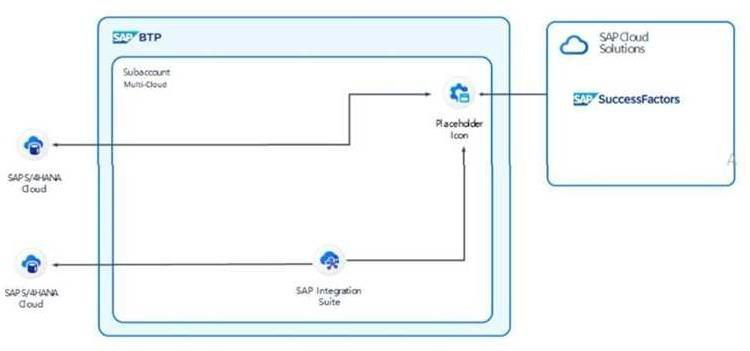 SAP BTP
Subaccount
Multi-Cloud
SAP Cloud
Solutions
SAP SuccessFactors
Placeholder
Icon
SAP S/4HANA
Cloud
SAP S/4HANA
Cloud
SAP Integration
Suite
A